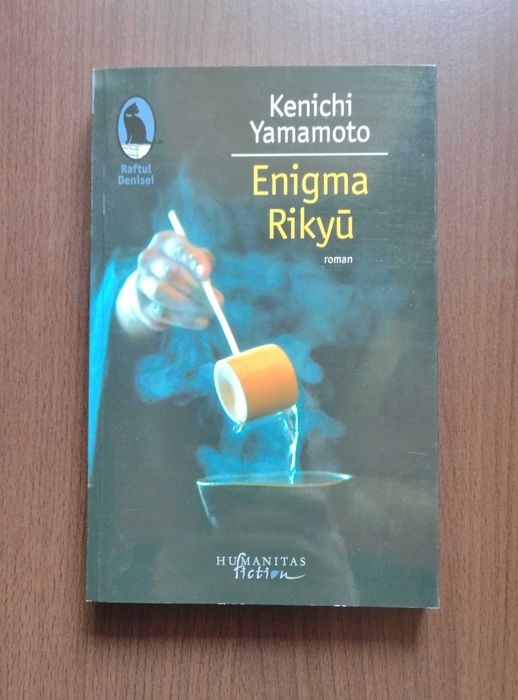 Raftul
Denisei
Kenichi
Yamamoto
Enigma
Rikyū
roman
HUMANITAS
fiction